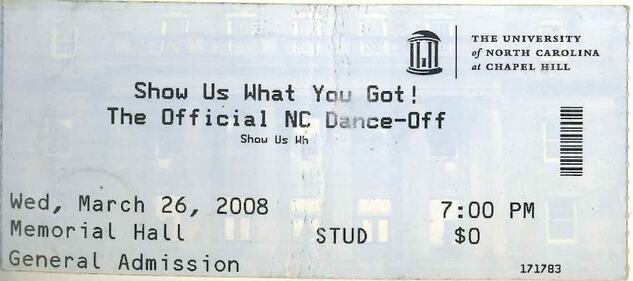 THE UNIVERSITY
of NORTH CAROLINA
at CHAPEL HILL
Show Us What You Got!
The Official NC Dance-Off
Show Us Wh
Wed, March 26, 2008 7:00 PM
Memorial Hall STUD $0
General Admission
171783